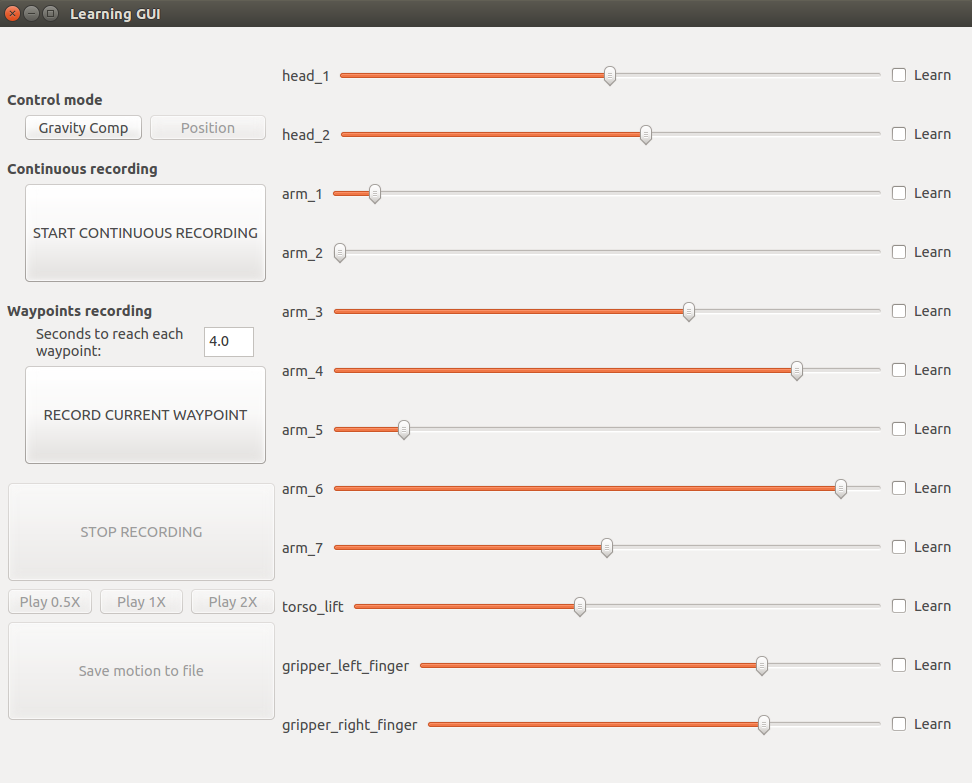 Learning GUI
Control mode
Gravity Comp
Position
Continuous recording
START CONTINUOUS RECORDING
Waypoints recording
Seconds to reach each
waypoint:
4.0
RECORD CURRENT WAYPOINT
STOP RECORDING
Play 0.5X
Play 1X
Play 2X
Save motion to file
head_1
Learn
head_2
Learn
arm_1
Learn
arm_2
Learn
arm_3
Learn
arm_4
Learn
arm_5
Learn
arm_6
Learn
arm_7
Learn
torso_lift
Learn
gripper_left_finger
Learn
gripper_right_finger
Learn